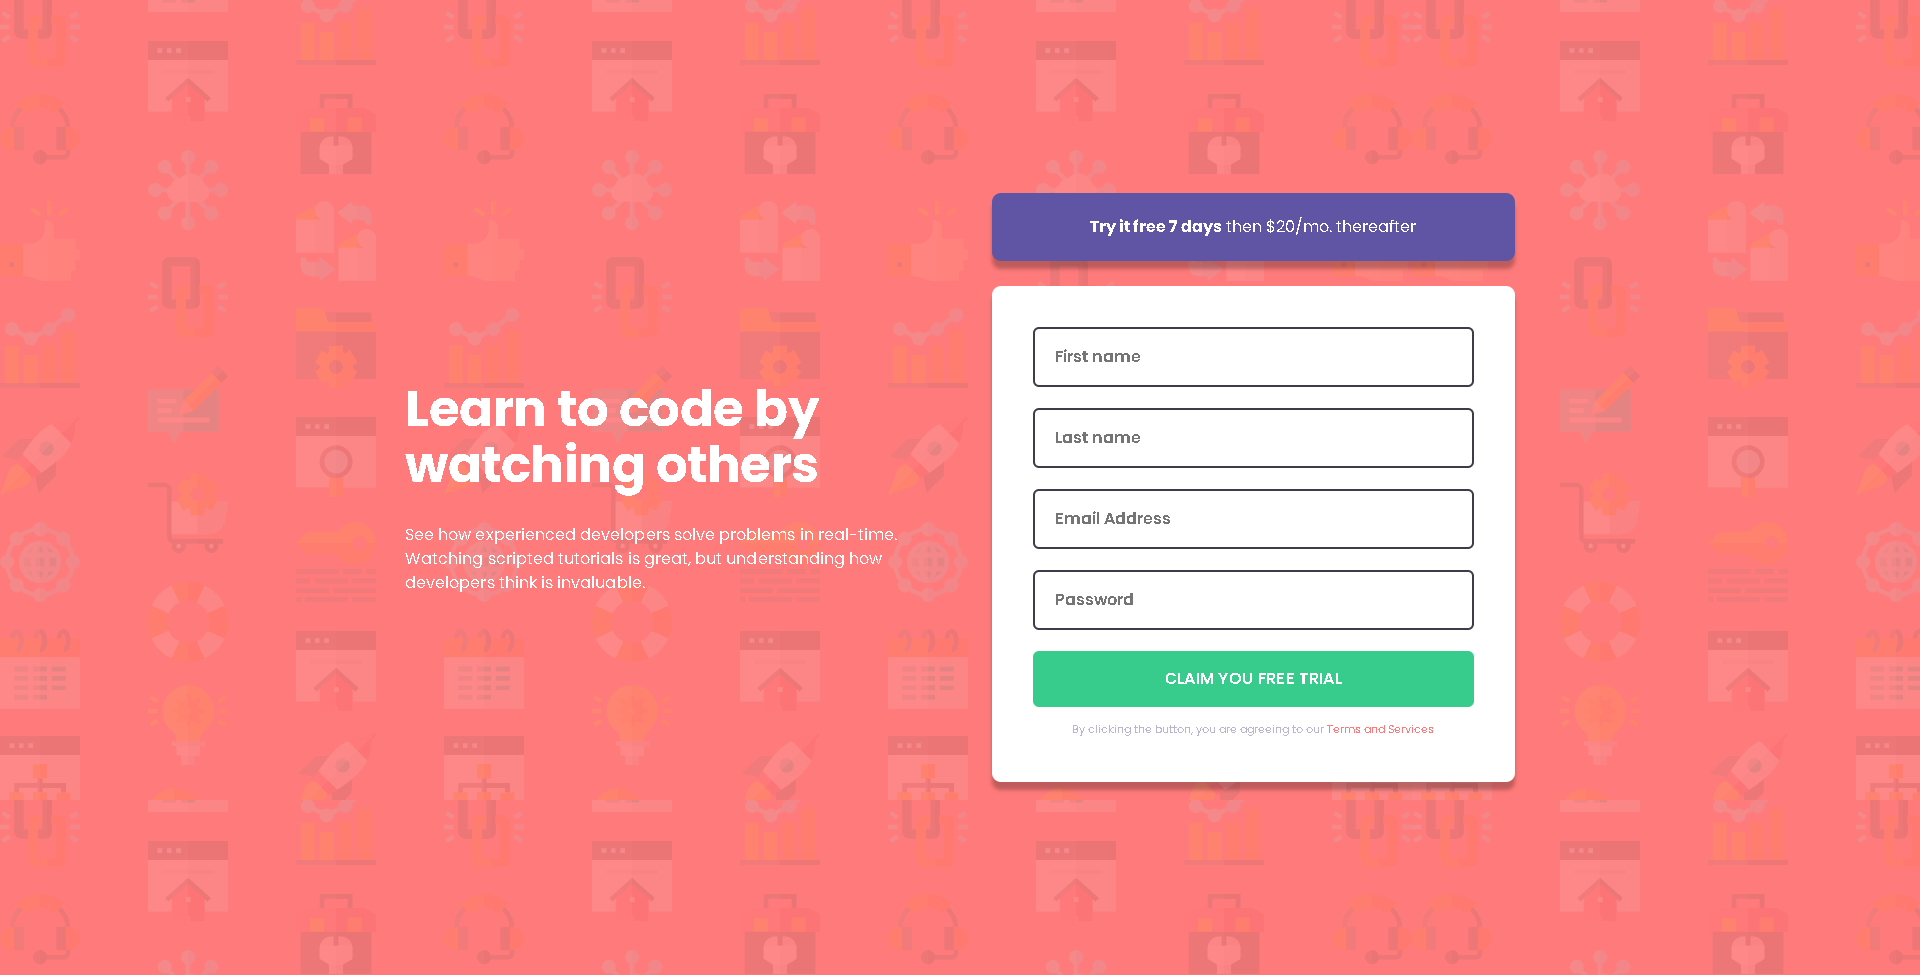 Learn to code by
watching others
See how experienced developers solve problems in real-time.
Watching scripted tutorials is great, but understanding how
developers think is invaluable.
Try it free 7 days then $20/mo. thereafter
First name
Last name
Email Address
Password
CLAIM YOU FREE TRIAL
By clicking the button, you are agreeing to our Terms and Services